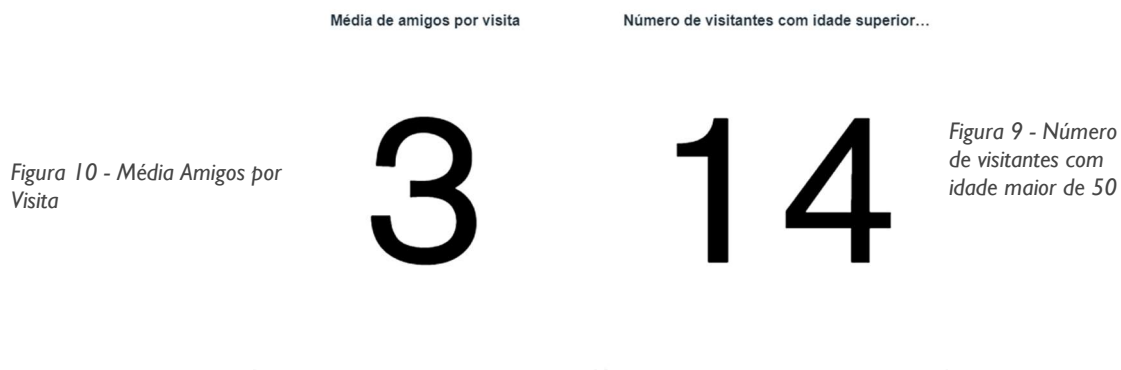 Média de amigos por visita
Número de visitantes com idade superior…
Figura 10 - Média Amigos por
Visita
3
14
Figura 9 - Número
de visitantes com
idade maior de 50